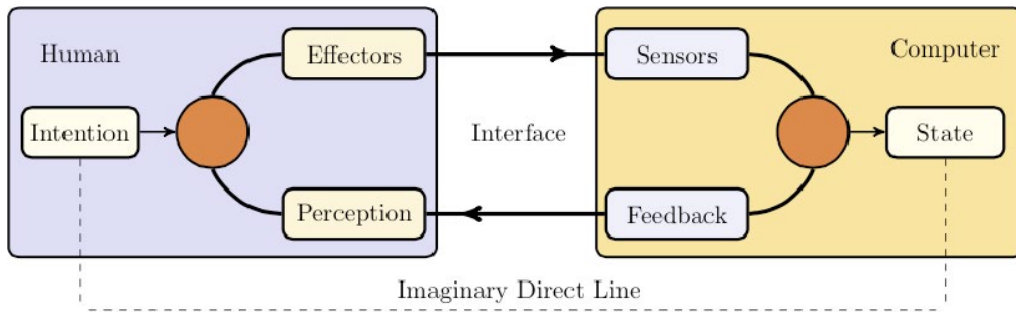 Human
Effectors
Sensors
Computer
Intention
Interface
State
Perception
Feedback
Imaginary Direct Line